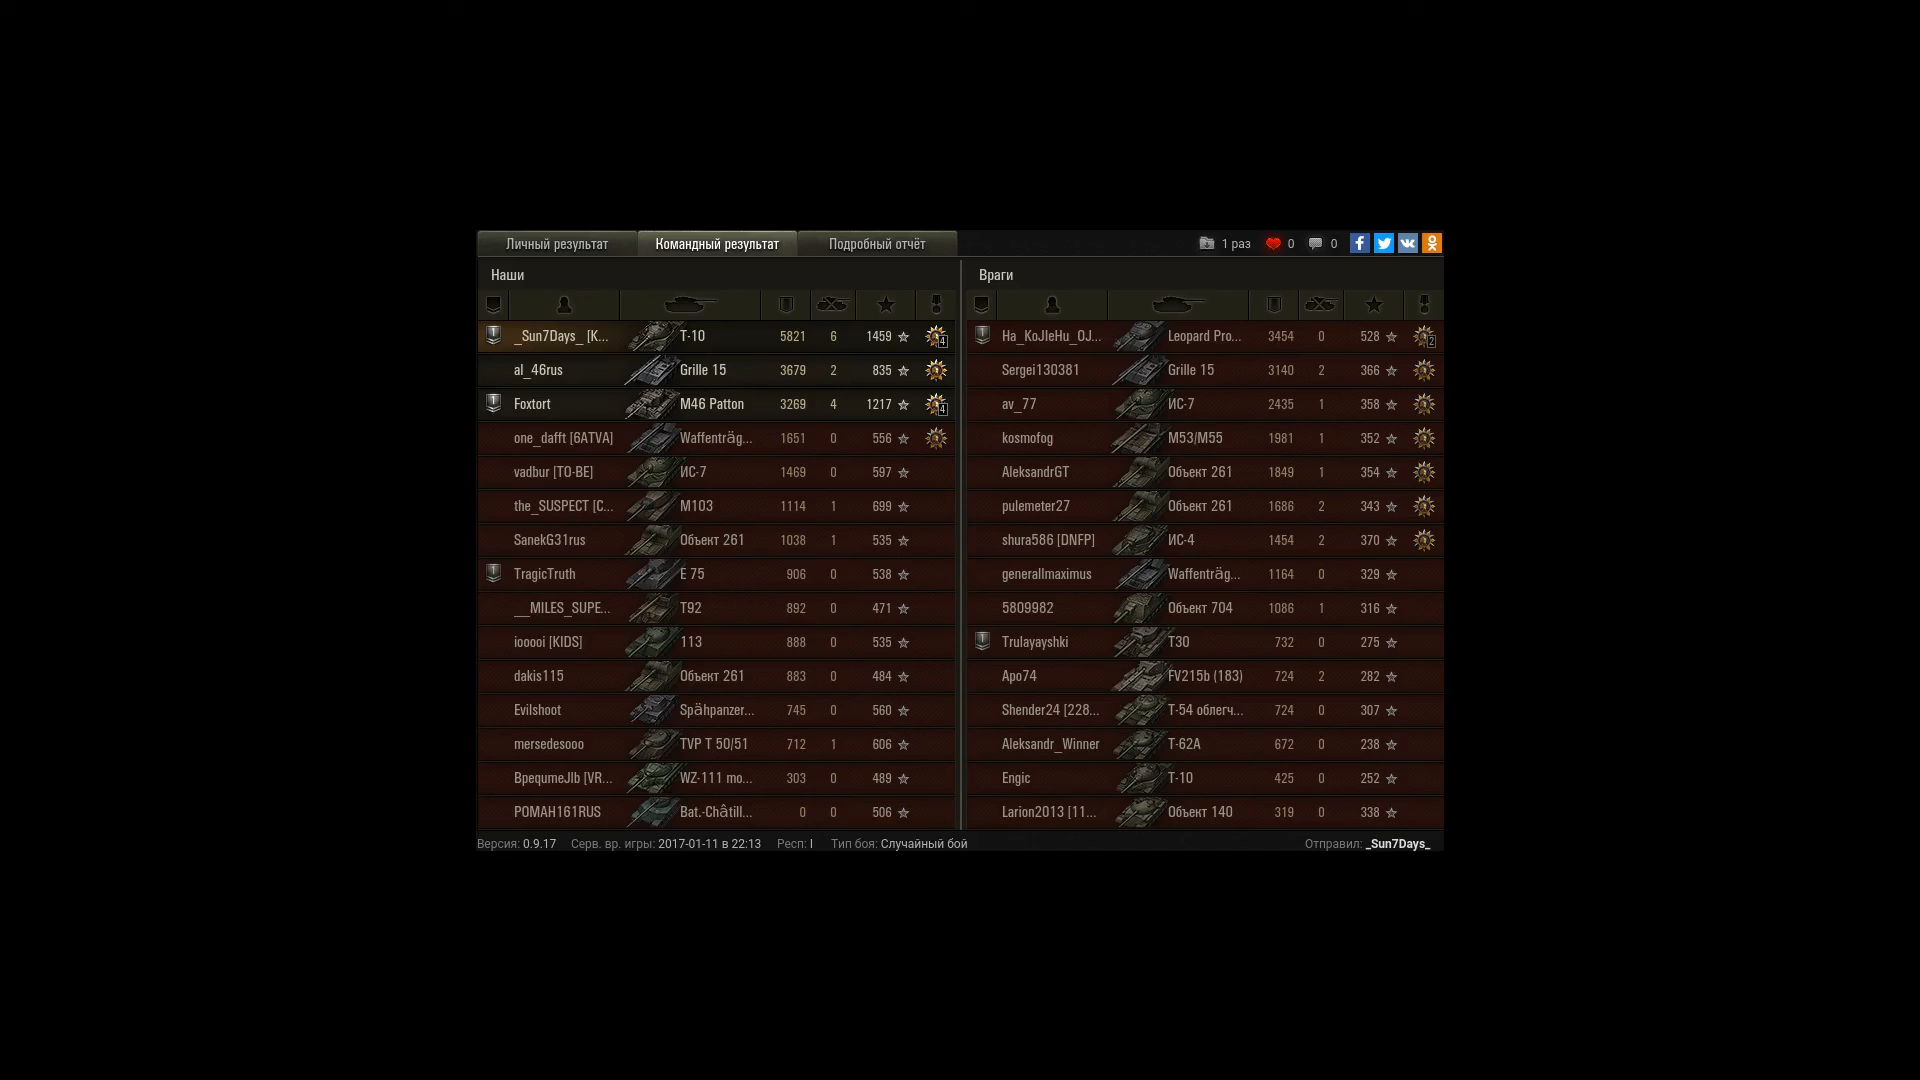 Личный результат Командный результат Подробный отчёт 1 раз 0 0
Наши Враги
_Sun7Days_ [K... T-10 5821 6 1459 4 Ha_KoJIeHu_OJ... Leopard Pro... 3454 0 528 2
al_46rus Grille 15 3679 2 835 Sergei130381 Grille 15 3140 2 366
Foxtort M46 Patton 3269 4 1217 4 av_77 ИС-7 2435 1 358
one_dafft [6ATVA] Waffenträg... 1651 0 556 kosmofog M53/M55 1981 1 352
vadbur [TO-BE] ИС-7 1469 0 597 AleksandrGT Объект 261 1849 1 354
the_SUSPECT [C... M103 1114 1 699 pulemeter27 Объект 261 1686 2 343
SanekG31rus Объект 261 1038 1 535 shura586 [DNFP] ИС-4 1454 2 370
TragicTruth E 75 906 0 538 generallmaximus Waffenträg... 1164 0 329
__MILES_SUPE... T92 892 0 471 5809982 Объект 704 1086 1 316
iooooi [KIDS] 113 888 0 535 Trulayayshki T30 732 0 275
dakis115 Объект 261 883 0 484 Apo74 FV215b (183) 724 2 282
Evilshoot Spähpanzer... 745 0 560 Shender24 [228... Т-54 облегч... 724 0 307
mersedesooo TVP T 50/51 712 1 606 Aleksandr_Winner Т-62А 672 0 238
BpequmeJIb [VR... WZ-111 mo... 303 0 489 Engic Т-10 425 0 252
POMAH161RUS Bat.-Châtill... 0 0 506 Larion2013 [11... Объект 140 319 0 338
Версия: 0.9.17 Серв. вр. игры: 2017-01-11 в 22:13 Респ: I Тип боя: Случайный бой Отправил: _Sun7Days_